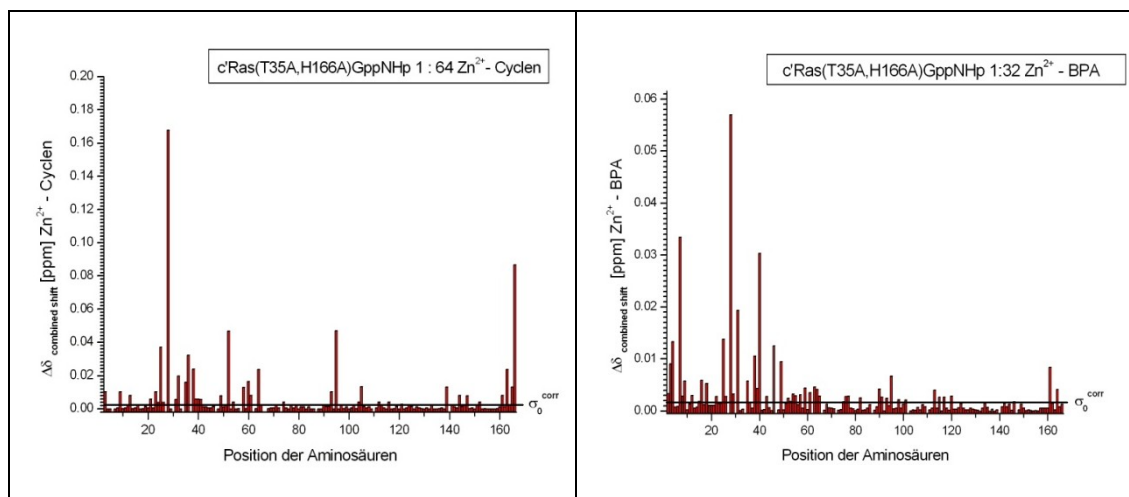 c'Ras(T35A,H166A)GppNHp 1 : 64 Zn²⁺- Cyclen
Δδ combined shift [ppm] Zn²⁺ - Cyclen
0.20
0.18
0.16
0.14
0.12
0.10
0.08
0.06
0.04
0.02
0.00
σ₀ᶜᵒʳʳ
20 40 60 80 100 120 140 160
Position der Aminosäuren
c'Ras(T35A,H166A)GppNHp 1:32 Zn²⁺ - BPA
Δδ combined shift [ppm] Zn²⁺ - BPA
0.06
0.05
0.04
0.03
0.02
0.01
0.00
σ₀ᶜᵒʳʳ
20 40 60 80 100 120 140 160
Position der Aminosäuren